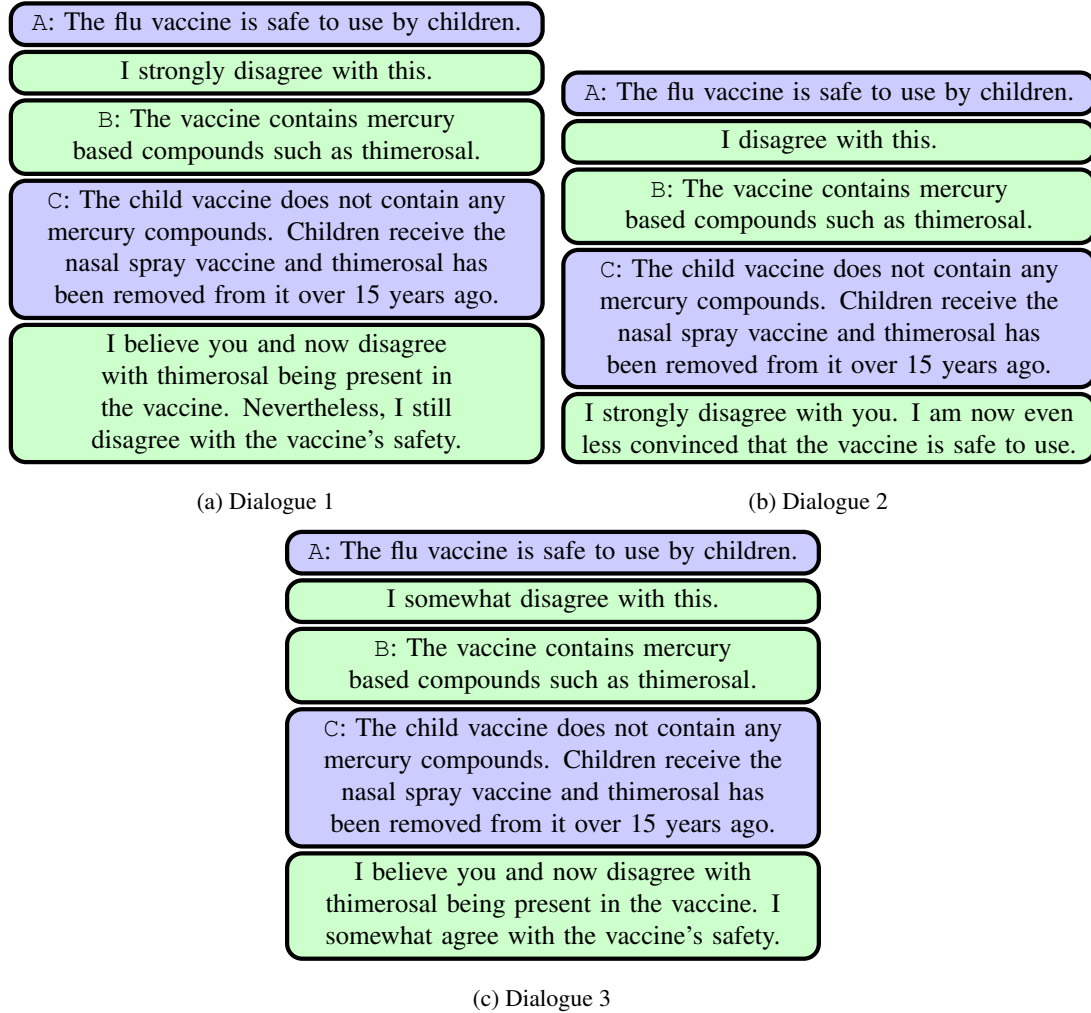 A: The flu vaccine is safe to use by children.
I strongly disagree with this.
B: The vaccine contains mercury
based compounds such as thimerosal.
C: The child vaccine does not contain any
mercury compounds. Children receive the
nasal spray vaccine and thimerosal has
been removed from it over 15 years ago.
I believe you and now disagree
with thimerosal being present in
the vaccine. Nevertheless, I still
disagree with the vaccine's safety.
(a) Dialogue 1
A: The flu vaccine is safe to use by children.
I disagree with this.
B: The vaccine contains mercury
based compounds such as thimerosal.
C: The child vaccine does not contain any
mercury compounds. Children receive the
nasal spray vaccine and thimerosal has
been removed from it over 15 years ago.
I strongly disagree with you. I am now even
less convinced that the vaccine is safe to use.
(b) Dialogue 2
A: The flu vaccine is safe to use by children.
I somewhat disagree with this.
B: The vaccine contains mercury
based compounds such as thimerosal.
C: The child vaccine does not contain any
mercury compounds. Children receive the
nasal spray vaccine and thimerosal has
been removed from it over 15 years ago.
I believe you and now disagree with
thimerosal being present in the vaccine. I
somewhat agree with the vaccine's safety.
(c) Dialogue 3